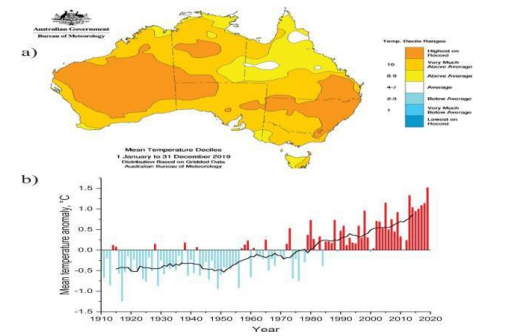 Australian Government
Bureau of Meteorology
a)
Temp. Decile Ranges
Highest on
Record
10
Very Much
Above Average
8-9
Above Average
4-7
Average
2-3
Below Average
1
Very Much
Below Average
Lowest on
Record
Mean Temperature Deciles
1 January to 31 December 2019
Distribution Based on Gridded Data
Australian Bureau of Meteorology
b)
Mean temperature anomaly, °C
1.5
1.0
0.5
0.0
-0.5
-1.0
-1.5
1910 1920 1930 1940 1950 1960 1970 1980 1990 2000 2010 2020
Year